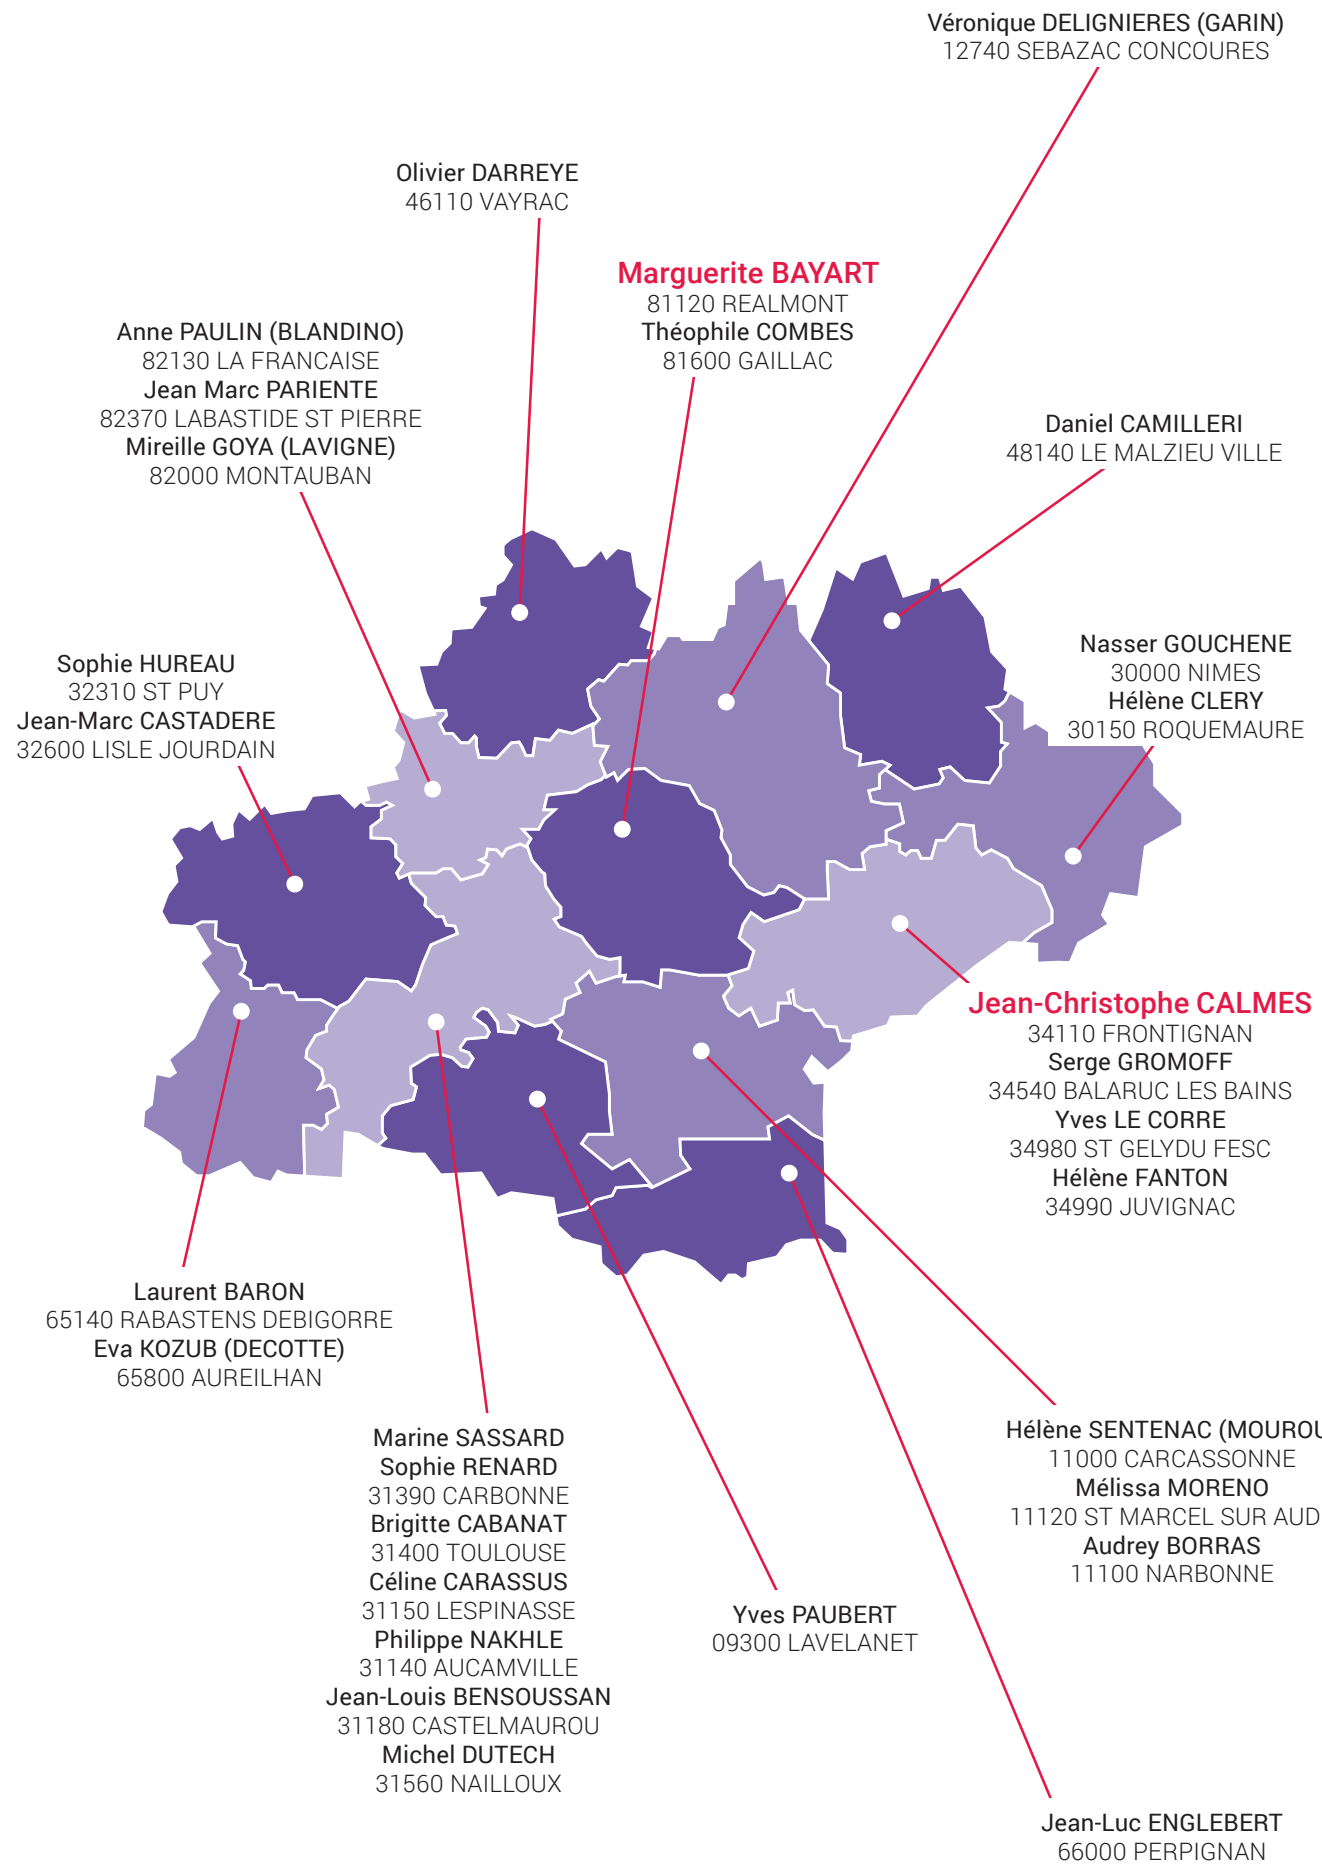 Véronique DELIGNIERES (GARIN)
12740 SEBAZAC CONCOURES
Olivier DARREYE
46110 VAYRAC
Marguerite BAYART
81120 REALMONT
Théophile COMBES
81600 GAILLAC
Anne PAULIN (BLANDINO)
82130 LA FRANCAISE
Jean Marc PARIENTE
82370 LABASTIDE ST PIERRE
Mireille GOYA (LAVIGNE)
82000 MONTAUBAN
Daniel CAMILLERI
48140 LE MALZIEU VILLE
Nasser GOUCHENE
30000 NIMES
Hélène CLERY
30150 ROQUEMAURE
Sophie HUREAU
32310 ST PUY
Jean-Marc CASTADERE
32600 LISLE JOURDAIN
Jean-Christophe CALMES
34110 FRONTIGNAN
Serge GROMOFF
34540 BALARUC LES BAINS
Yves LE CORRE
34980 ST GELYDU FESC
Hélène FANTON
34990 JUVIGNAC
Laurent BARON
65140 RABASTENS DEBIGORRE
Eva KOZUB (DECOTTE)
65800 AUREILHAN
Marine SASSARD
Sophie RENARD
31390 CARBONNE
Brigitte CABANAT
31400 TOULOUSE
Céline CARASSUS
31150 LESPINASSE
Philippe NAKHLE
31140 AUCAMVILLE
Jean-Louis BENSOUSSAN
31180 CASTELMAUROU
Michel DUTECH
31560 NAILLOUX
Yves PAUBERT
09300 LAVELANET
Hélène SENTENAC (MOUROU
11000 CARCASSONNE
Mélissa MORENO
11120 ST MARCEL SUR AUD
Audrey BORRAS
11100 NARBONNE
Jean-Luc ENGLEBERT
66000 PERPIGNAN